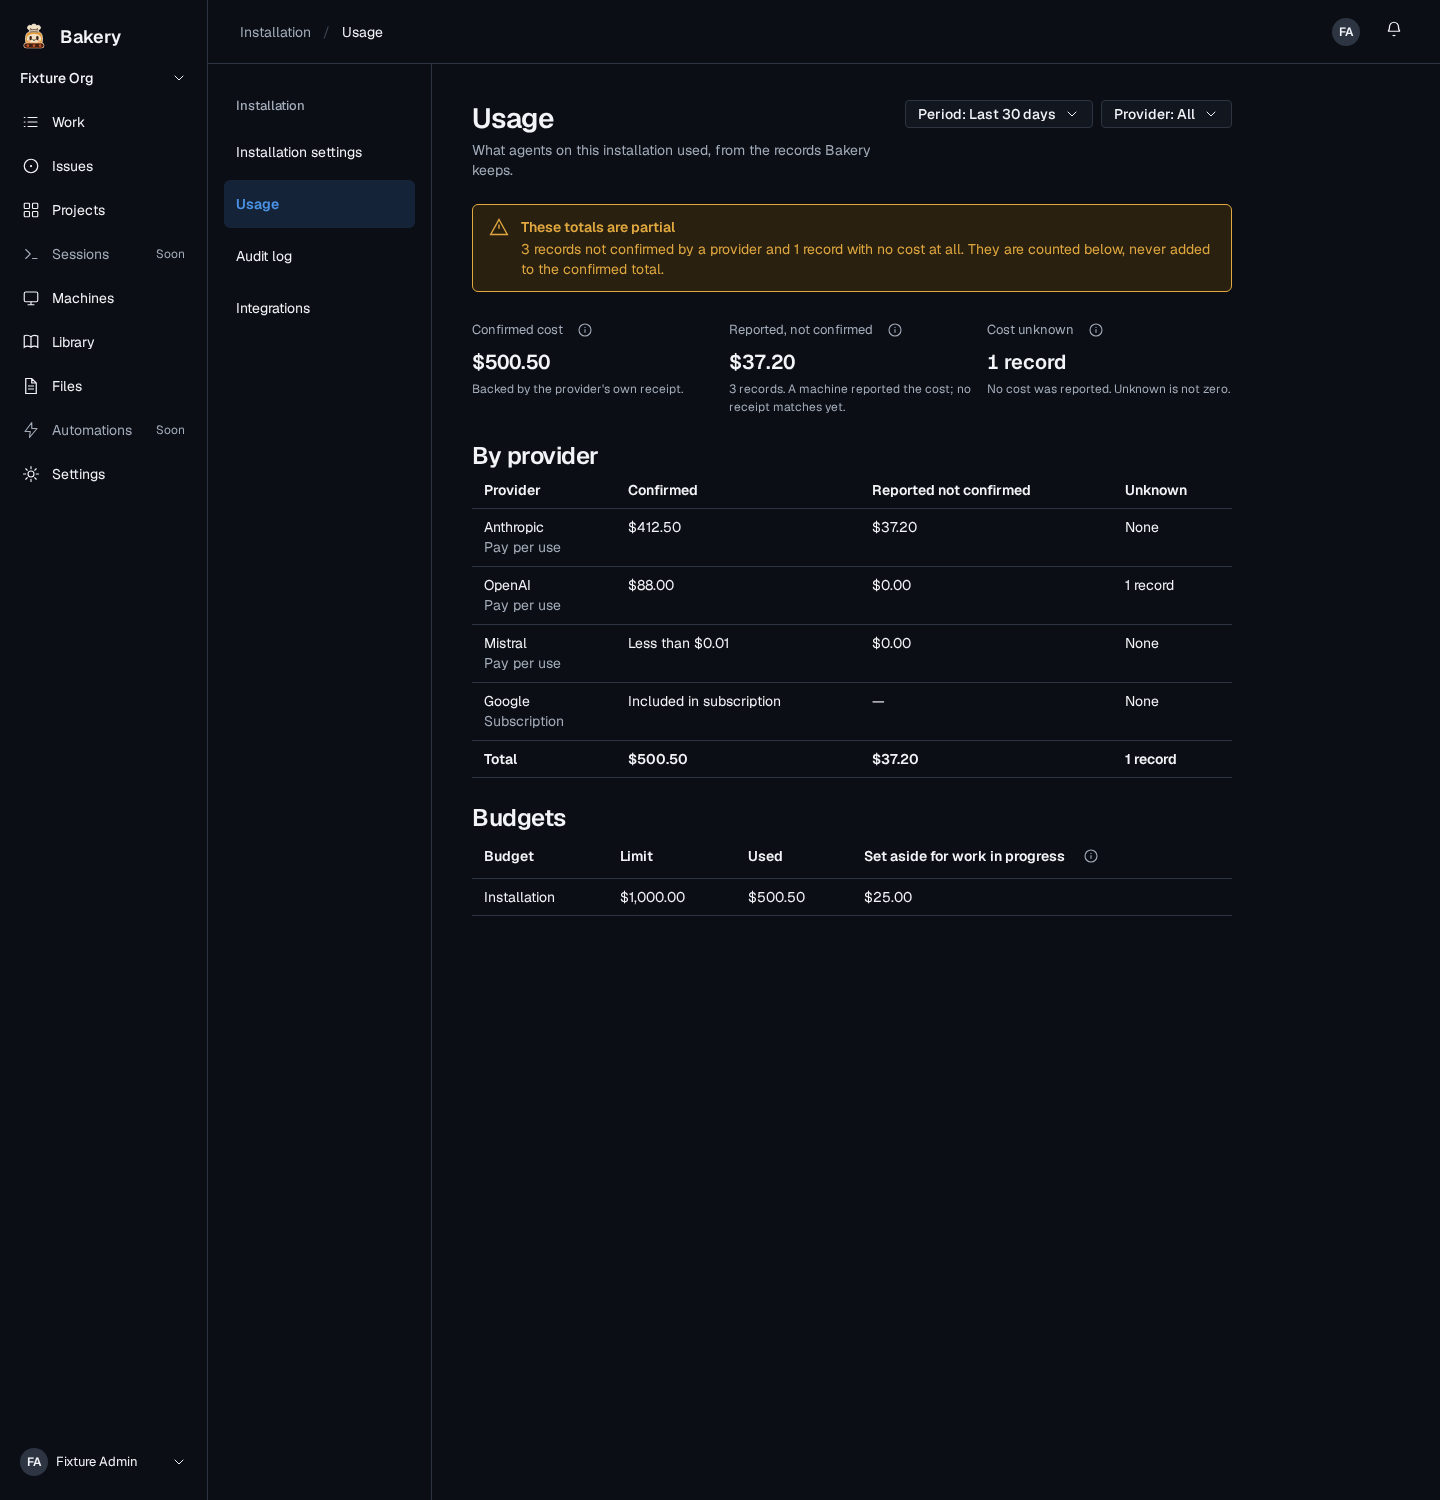 Bakery
Fixture Org
Work
Issues
Projects
Sessions Soon
Machines
Library
Files
Automations Soon
Settings
FA Fixture Admin
Installation / Usage
FA
Installation
Installation settings
Usage
Audit log
Integrations
Usage
What agents on this installation used, from the records Bakery
keeps.
Period: Last 30 days
Provider: All
These totals are partial
3 records not confirmed by a provider and 1 record with no cost at all. They are counted below, never added
to the confirmed total.
Confirmed cost
$500.50
Backed by the provider's own receipt.
Reported, not confirmed
$37.20
3 records. A machine reported the cost; no
receipt matches yet.
Cost unknown
1 record
No cost was reported. Unknown is not zero.
By provider
Provider Confirmed Reported not confirmed Unknown
Anthropic $412.50 $37.20 None
Pay per use
OpenAI $88.00 $0.00 1 record
Pay per use
Mistral Less than $0.01 $0.00 None
Pay per use
Google Included in subscription — None
Subscription
Total $500.50 $37.20 1 record
Budgets
Budget Limit Used Set aside for work in progress
Installation $1,000.00 $500.50 $25.00